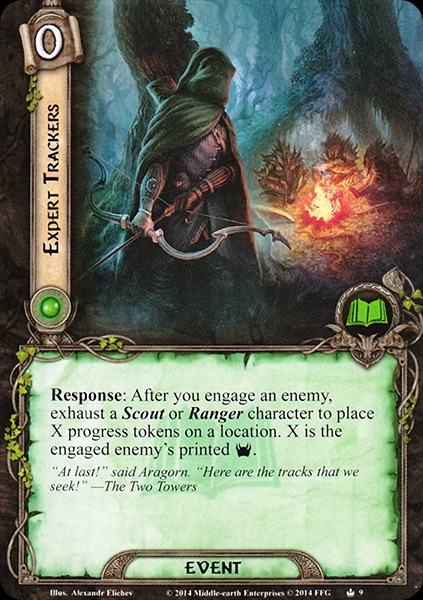 0
EXPERT TRACKERS
Response: After you engage an enemy,
exhaust a Scout or Ranger character to place
X progress tokens on a location. X is the
engaged enemy's printed .
"At last!" said Aragorn. "Here are the tracks that we
seek!" —The Two Towers
EVENT
Illus. Alexandr Elichev © 2014 Middle-earth Enterprises © 2014 FFG 9